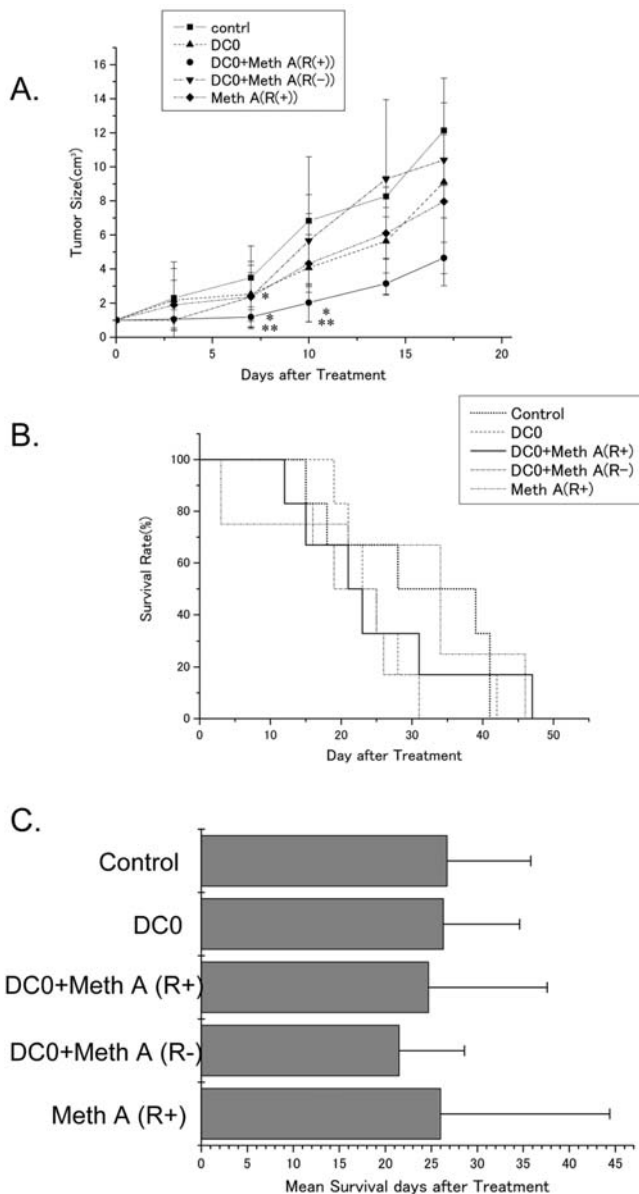 contrl
DC0
DC0+Meth A(R(+))
DC0+Meth A(R(-))
Meth A(R(+))
A.
16
14
12
10
8
6
4
2
0
Tumor Size(cm³)
*
*
**
*
**
0 5 10 15 20
Days after Treatment
Control
DC0
DC0+Meth A(R+)
DC0+Meth A(R-)
Meth A(R+)
B.
100
80
60
40
20
0
Survival Rate(%)
0 10 20 30 40 50
Day after Treatment
C.
Control
DC0
DC0+Meth A (R+)
DC0+Meth A (R-)
Meth A (R+)
0 5 10 15 20 25 30 35 40 45
Mean Survival days after Treatment